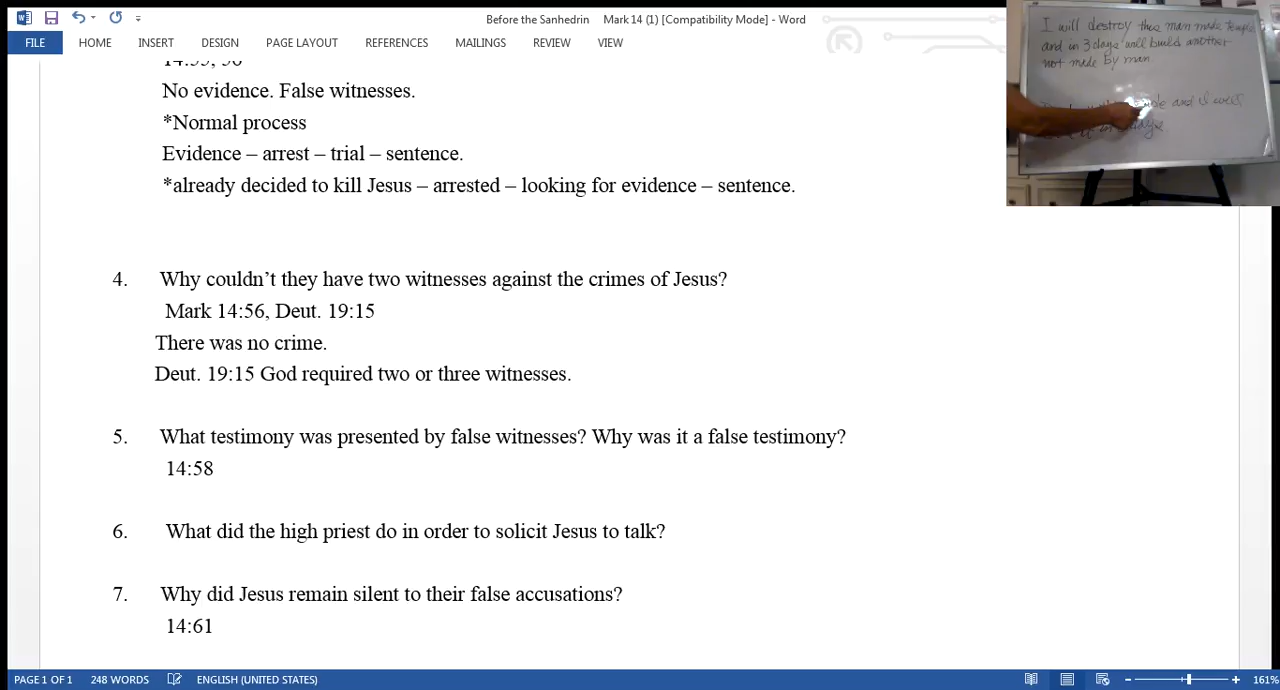 Before the Sanhedrin Mark 14 (1) [Compatibility Mode] - Word
FILE HOME INSERT DESIGN PAGE LAYOUT REFERENCES MAILINGS REVIEW VIEW
No evidence. False witnesses.
*Normal process
Evidence – arrest – trial – sentence.
*already decided to kill Jesus – arrested – looking for evidence – sentence.
4. Why couldn’t they have two witnesses against the crimes of Jesus?
Mark 14:56, Deut. 19:15
There was no crime.
Deut. 19:15 God required two or three witnesses.
5. What testimony was presented by false witnesses? Why was it a false testimony?
14:58
6. What did the high priest do in order to solicit Jesus to talk?
7. Why did Jesus remain silent to their false accusations?
14:61
PAGE 1 OF 1 248 WORDS ENGLISH (UNITED STATES) 161%
I will destroy this man made temple
and in 3 days will build another
not made by man
and I will